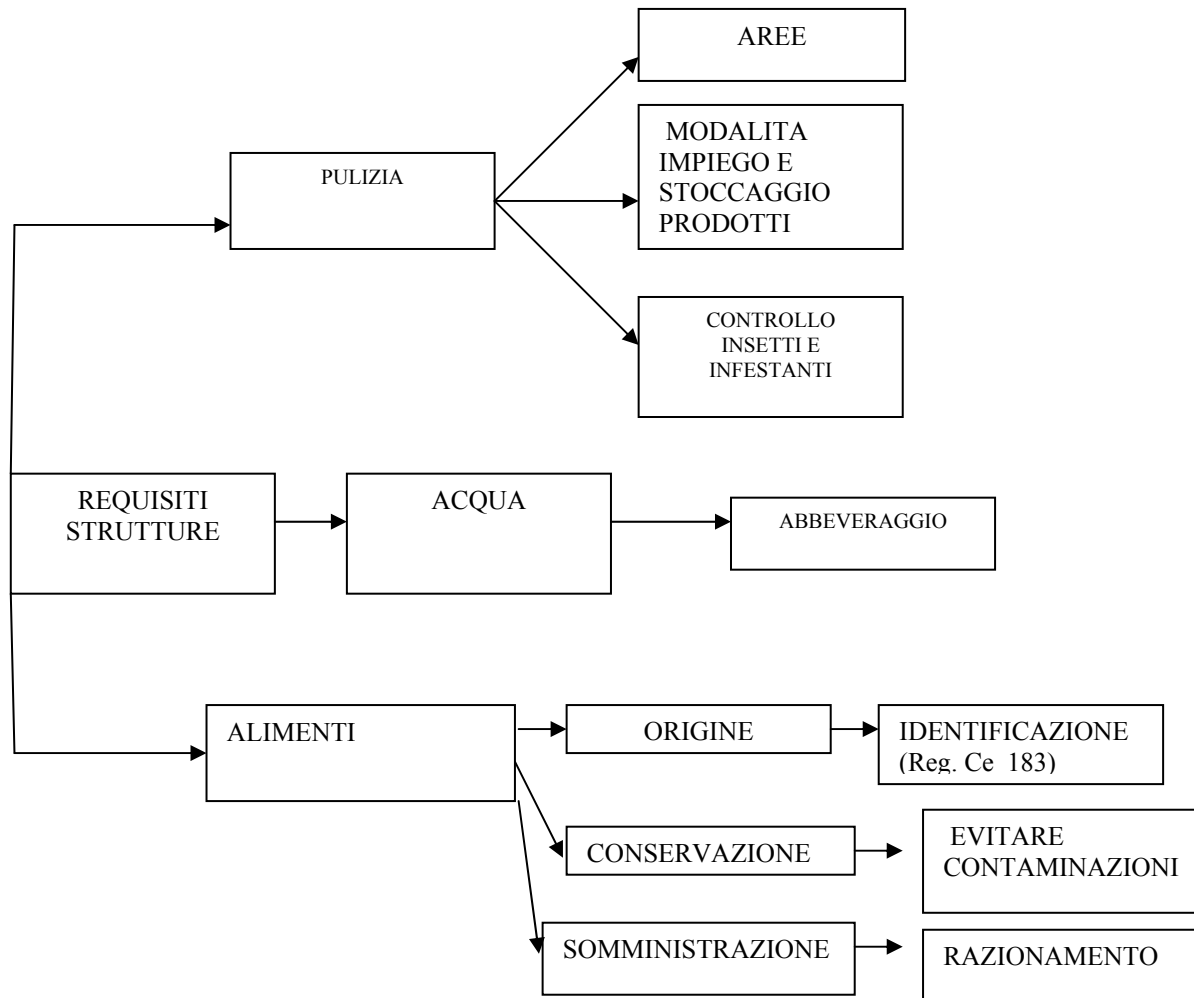 AREE
MODALITA
IMPIEGO E
STOCCAGGIO
PRODOTTI
PULIZIA
CONTROLLO
INSETTI E
INFESTANTI
REQUISITI
STRUTTURE
ACQUA
ABBEVERAGGIO
ALIMENTI
ORIGINE
IDENTIFICAZIONE
(Reg. Ce 183)
CONSERVAZIONE
EVITARE
CONTAMINAZIONI
SOMMINISTRAZIONE
RAZIONAMENTO